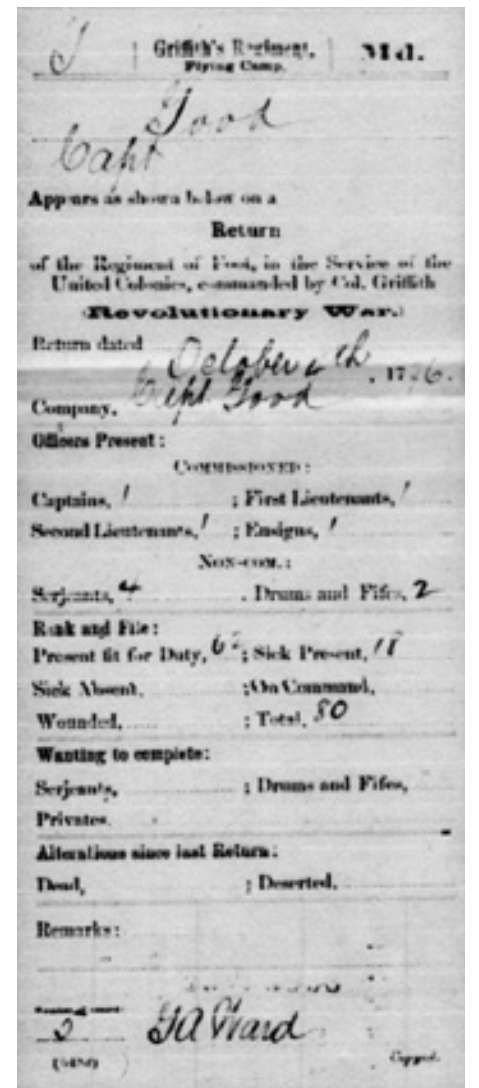 Griffith's Regiment, Md.
Flying Camp.
Good
Capt
Appears as shown below on a
Return
of the Regiment of Foot, in the Service of the
United Colonies, commanded by Col. Griffith
(Revolutionary War.)
Return dated October th, 1776.
Company, Capt Good
Officers Present:
COMMISSIONED:
Captains, 1 ; First Lieutenants, 1
Second Lieutenants, 1 ; Ensigns, 1
NON-COM.:
Serjeants, 4 . Drums and Fifes, 2
Rank and File:
Present fit for Duty, 62 ; Sick Present, 18
Sick Absent, ; On Command,
Wounded, ; Total, 80
Wanting to complete:
Serjeants, ; Drums and Fifes,
Privates.
Alterations since last Return:
Dead, ; Deserted,
Remarks:
Ward
Copyist.